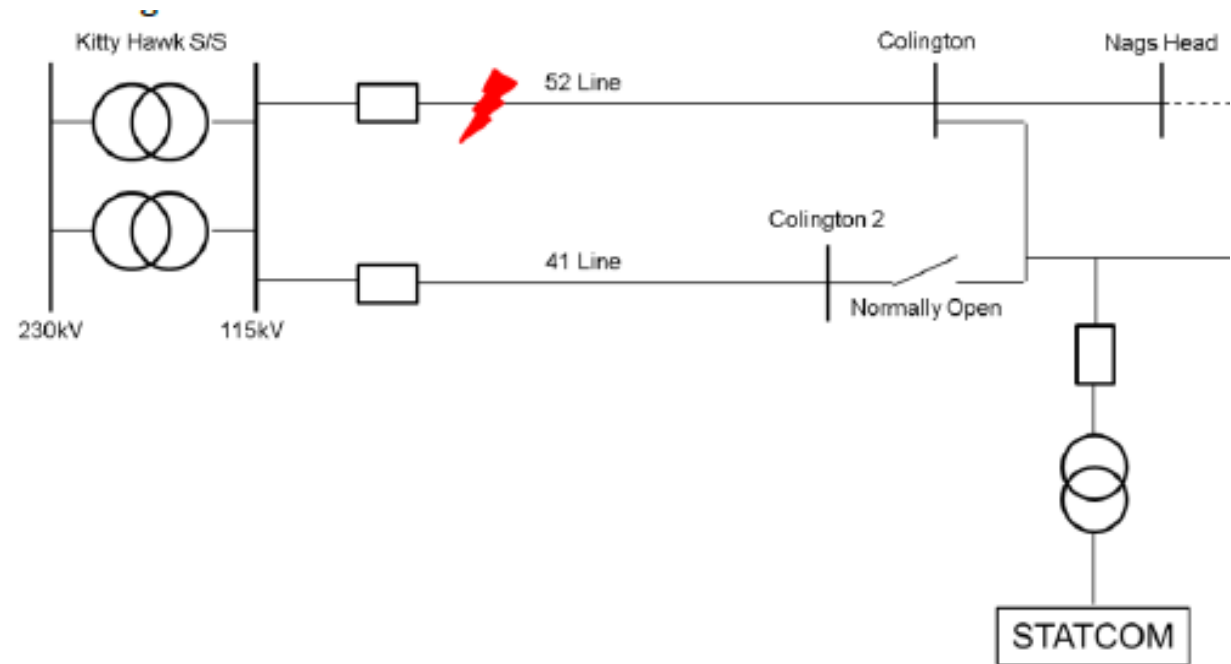 Kitty Hawk S/S
Colington
Nags Head
52 Line
Colington 2
41 Line
Normally Open
230kV
115kV
STATCOM